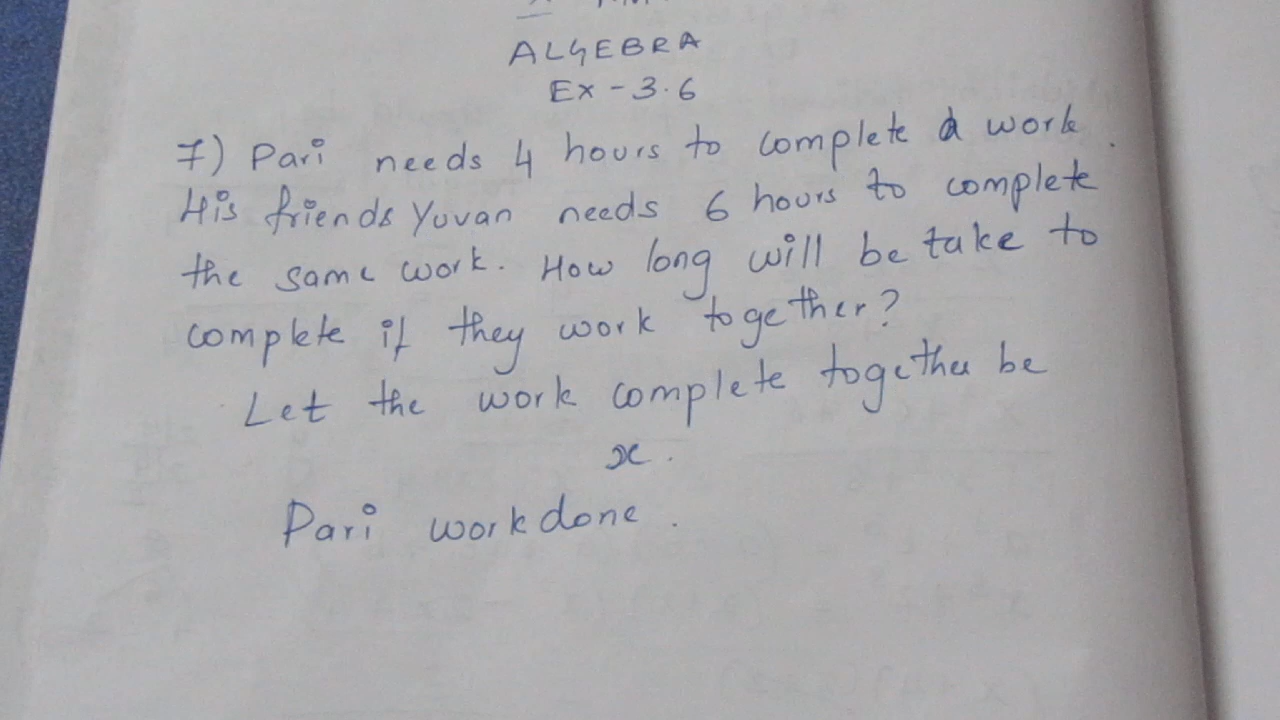 ALGEBRA
Ex - 3.6
7) Pari needs 4 hours to complete a work.
His friends Yuvan needs 6 hours to complete
the same work. How long will be take to
complete if they work together?
Let the work complete together be
x.
Pari work done.